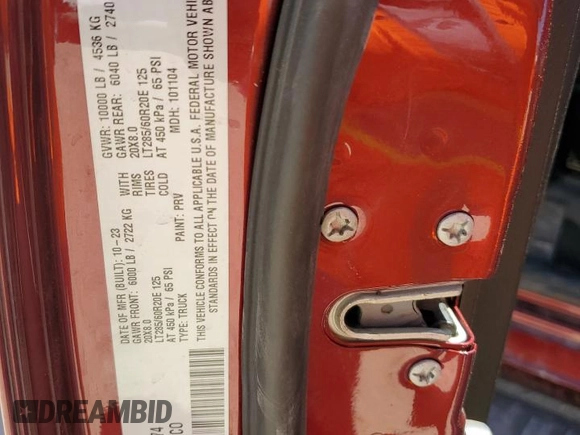 DATE OF MFR (BUILT): 10-23 GVWR: 10000 LB / 4536 KG
GAWR FRONT: 6000 LB / 2722 KG WITH GAWR REAR: 6040 LB / 2740
20X8.0 RIMS 20X8.0
LT285/60R20E 125 TIRES LT285/60R20E 125
AT 450 kPa / 65 PSI COLD AT 450 kPa / 65 PSI
TYPE: TRUCK PAINT: PRV MDH: 101104
THIS VEHICLE CONFORMS TO ALL APPLICABLE U.S.A. FEDERAL MOTOR VEHI
STANDARDS IN EFFECT ON THE DATE OF MANUFACTURE SHOWN AB
74
CO
DREAMBID